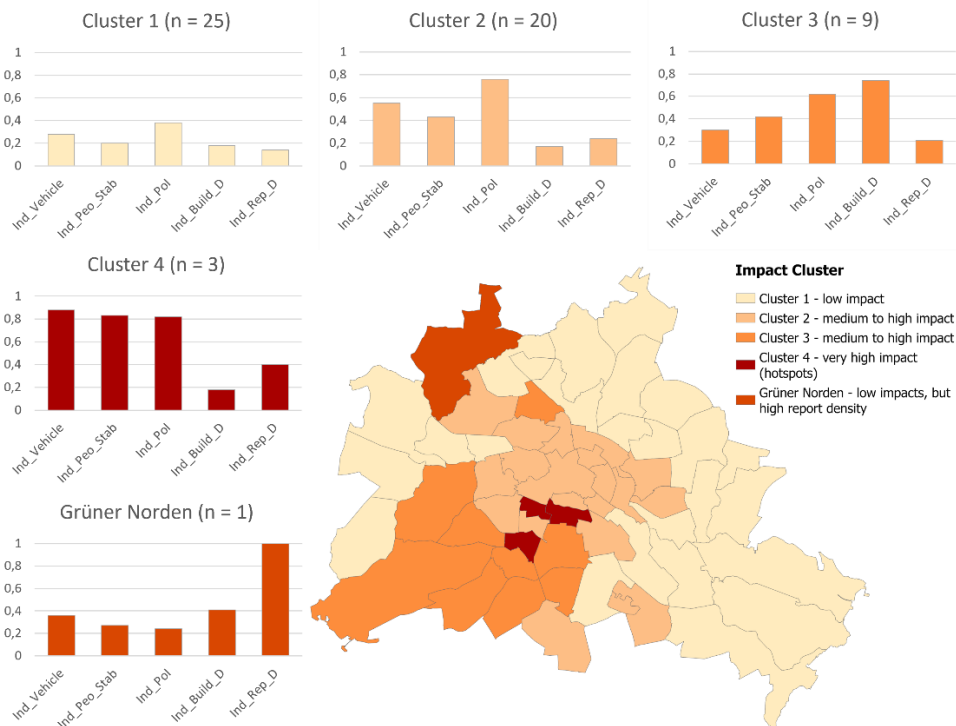 Cluster 1 (n = 25)
1
0,8
0,6
0,4
0,2
0
Ind_Vehicle
Ind_Peo_Stab
Ind_Pol
Ind_Build_D
Ind_Rep_D
Cluster 2 (n = 20)
1
0,8
0,6
0,4
0,2
0
Ind_Vehicle
Ind_Peo_Stab
Ind_Pol
Ind_Build_D
Ind_Rep_D
Cluster 3 (n = 9)
1
0,8
0,6
0,4
0,2
0
Ind_Vehicle
Ind_Peo_Stab
Ind_Pol
Ind_Build_D
Ind_Rep_D
Cluster 4 (n = 3)
1
0,8
0,6
0,4
0,2
0
Ind_Vehicle
Ind_Peo_Stab
Ind_Pol
Ind_Build_D
Ind_Rep_D
Impact Cluster
Cluster 1 - low impact
Cluster 2 - medium to high impact
Cluster 3 - medium to high impact
Cluster 4 - very high impact
(hotspots)
Grüner Norden - low impacts, but
high report density
Grüner Norden (n = 1)
1
0,8
0,6
0,4
0,2
0
Ind_Vehicle
Ind_Peo_Stab
Ind_Pol
Ind_Build_D
Ind_Rep_D